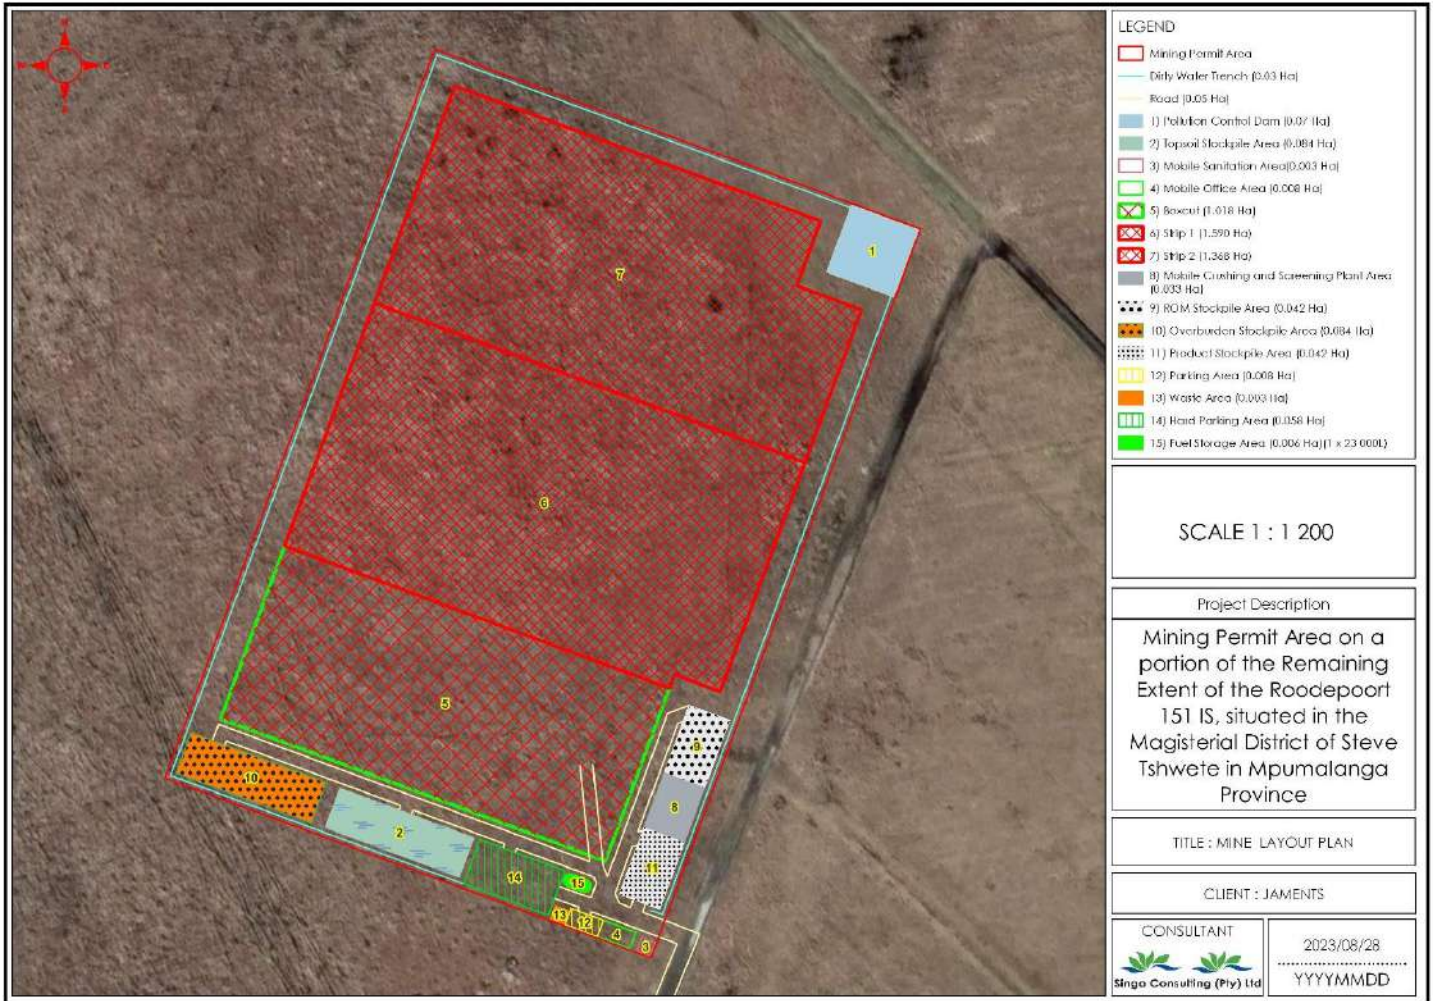 LEGEND
Mining Permit Area
Dirty Water Trench (0.03 Ha)
Road (0.05 Ha)
1) Pollution Control Dam (0.07 Ha)
2) Topsoil Stockpile Area (0.084 Ha)
3) Mobile Sanitation Area(0.003 Ha)
4) Mobile Office Area (0.008 Ha)
5) Boxcut (1.018 Ha)
6) Strip 1 (1.590 Ha)
7) Strip 2 (1.368 Ha)
8) Mobile Crushing and Screening Plant Area
(0.033 Ha)
9) ROM Stockpile Area (0.042 Ha)
10) Overburden Stockpile Area (0.084 Ha)
11) Product Stockpile Area (0.042 Ha)
12) Parking Area (0.008 Ha)
13) Waste Area (0.003 Ha)
14) Hard Parking Area (0.058 Ha)
15) Fuel Storage Area (0.006 Ha)(1 x 23 000L)
SCALE 1 : 1 200
Project Description
Mining Permit Area on a
portion of the Remaining
Extent of the Roodepoort
151 IS, situated in the
Magisterial District of Steve
Tshwete in Mpumalanga
Province
TITLE : MINE LAYOUT PLAN
CLIENT : JAMENTS
CONSULTANT
Singo Consulting (Pty) Ltd
2023/08/28
YYYYMMDD
1
7
6
5
10
2
9
8
11
14
15
13
12
4
3